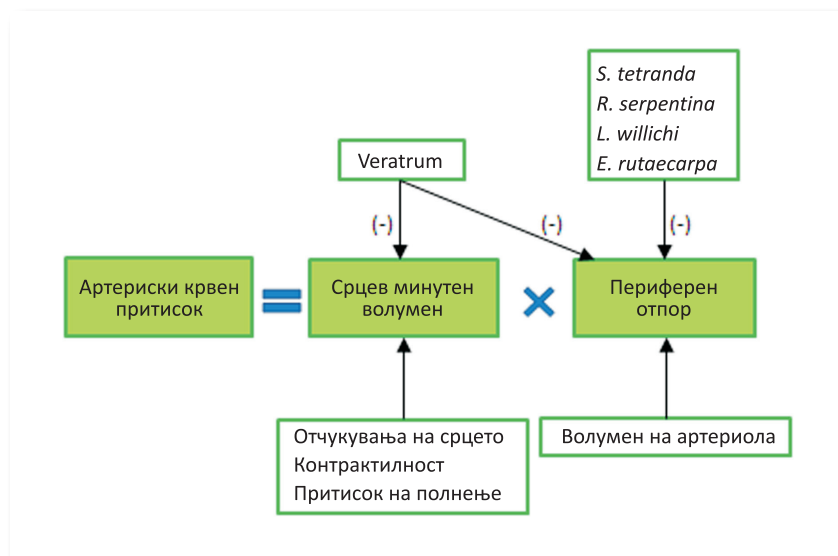 S. tetranda
R. serpentina
L. willichi
E. rutaecarpa
Veratrum
(-)
(-)
(-)
Артериски крвен
притисок
=
Срцев минутен
волумен
×
Периферен
отпор
Отчукувања на срцето
Контрактилност
Притисок на полнење
Волумен на артериола